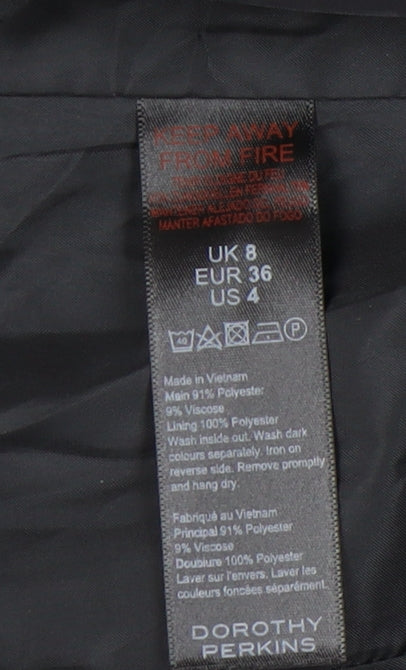 KEEP AWAY
FROM FIRE
MANTER AFASTADO DO FOGO
UK 8
EUR 36
US 4
40
P
Made in Vietnam
Main 91% Polyester
9% Viscose
Lining 100% Polyester
Wash inside out. Wash dark
colours separately. Iron on
reverse side. Remove promptly
and hang dry.
Fabriqué au Vietnam
Principal 91% Polyester
9% Viscose
Doublure 100% Polyester
Laver sur l'envers. Laver les
couleurs foncées séparément.
DOROTHY
PERKINS